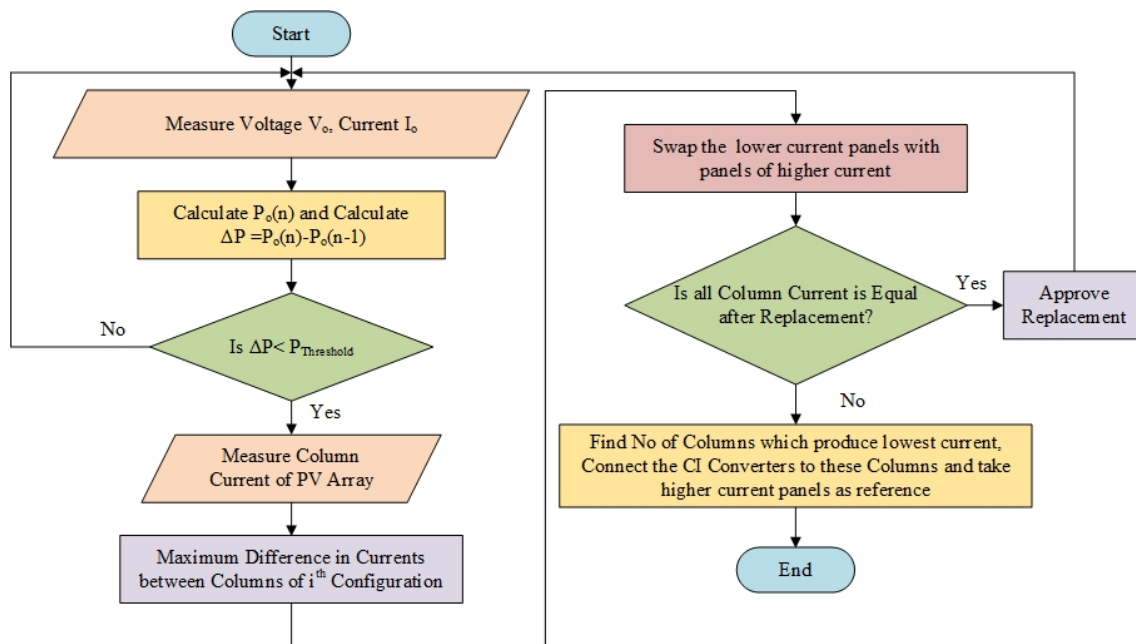 Start
Measure Voltage Vₒ, Current Iₒ
Calculate Pₒ(n) and Calculate
ΔP =Pₒ(n)-Pₒ(n-1)
No
Is ΔP< P_Threshold
Yes
Measure Column
Current of PV Array
Maximum Difference in Currents
between Columns of iᵗʰ Configuration
Swap the lower current panels with
panels of higher current
Is all Column Current is Equal
after Replacement?
Yes
Approve
Replacement
No
Find No of Columns which produce lowest current,
Connect the CI Converters to these Columns and take
higher current panels as reference
End